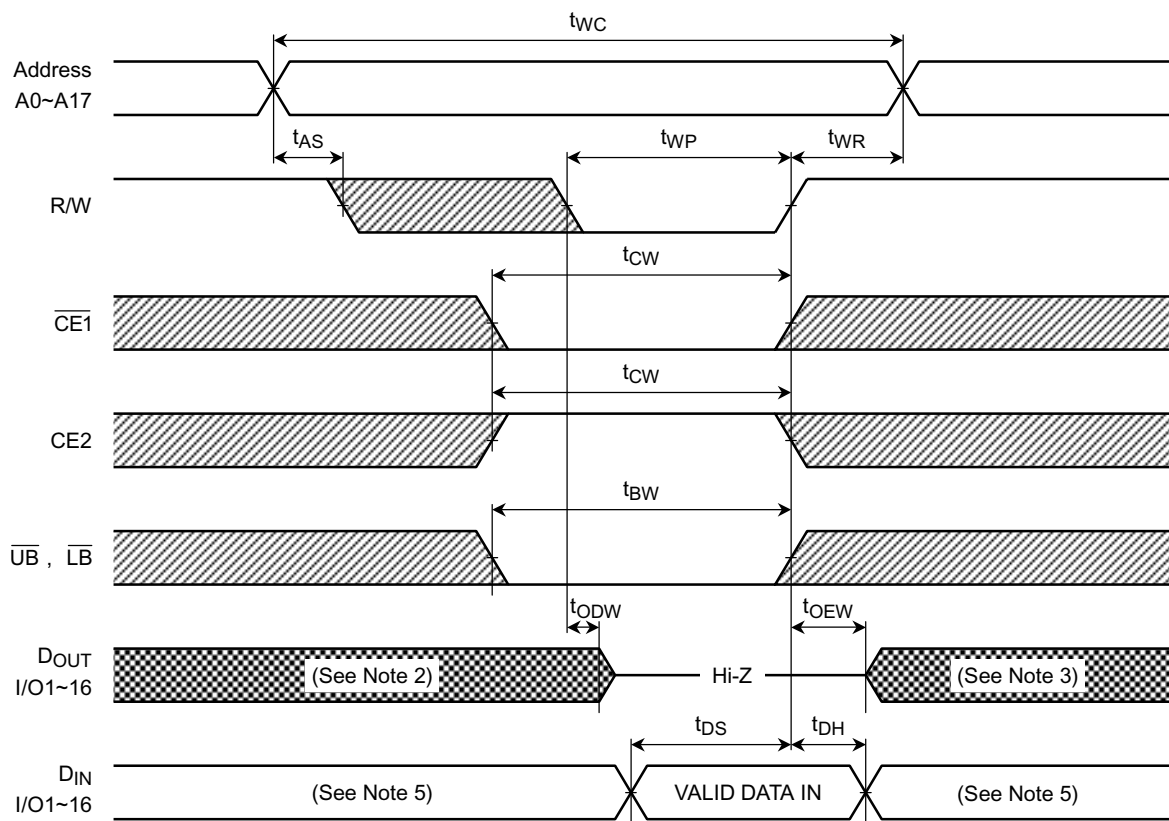 tWC
Address
A0~A17
tAS
tWP
tWR
R/W
tCW
CE1
tCW
CE2
tBW
UB , LB
tODW
tOEW
DOUT
I/O1~16
(See Note 2)
Hi-Z
(See Note 3)
tDS
tDH
DIN
I/O1~16
(See Note 5)
VALID DATA IN
(See Note 5)